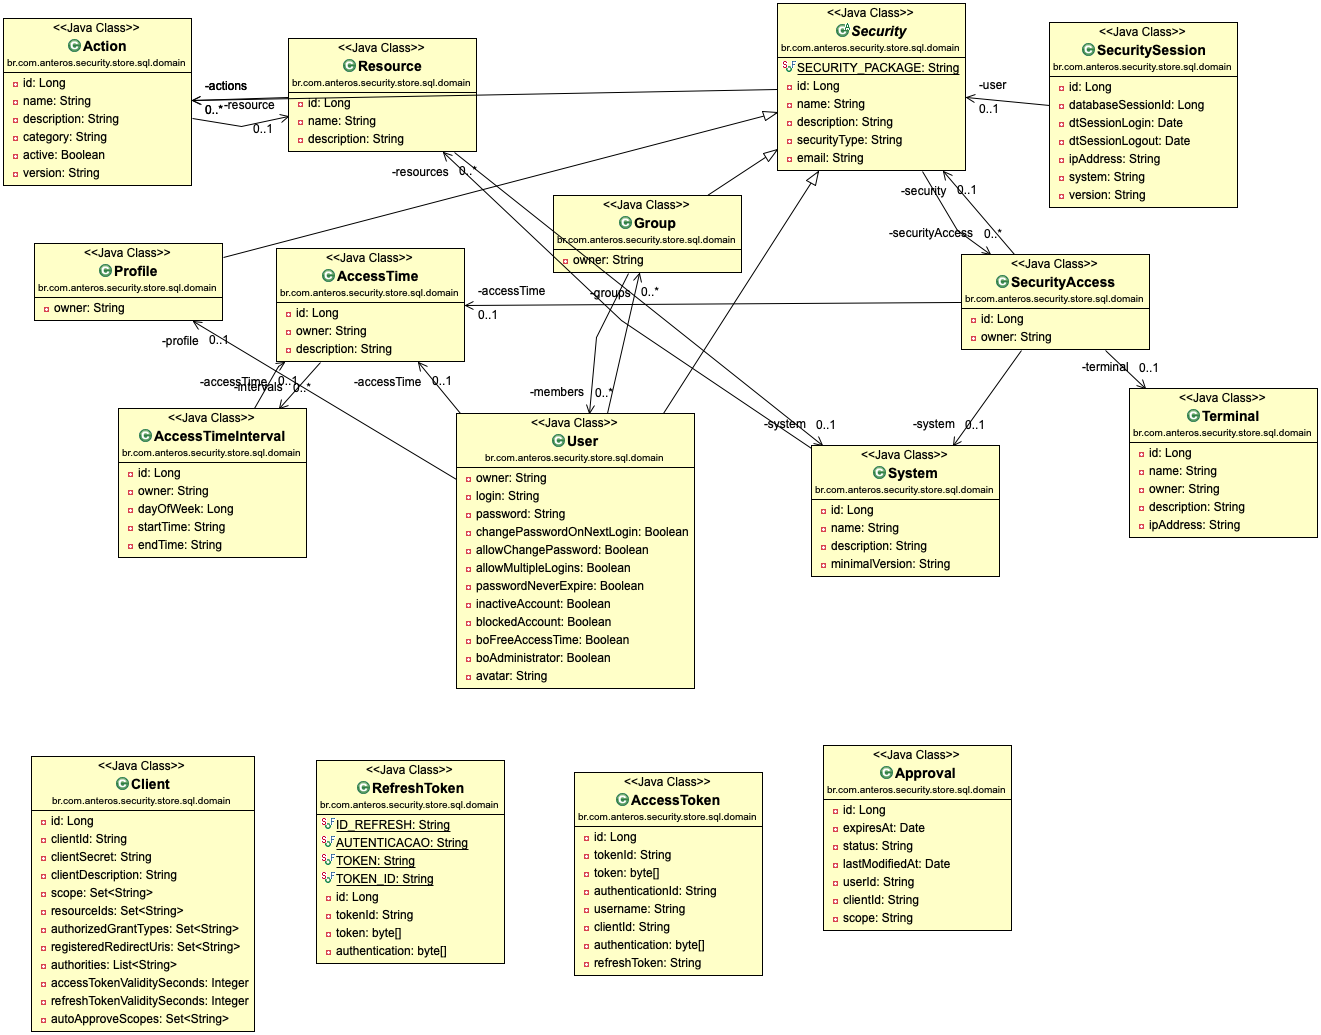 <<Java Class>>
Action
br.com.anteros.security.store.sql.domain
id: Long
name: String
description: String
category: String
active: Boolean
version: String
<<Java Class>>
Resource
br.com.anteros.security.store.sql.domain
id: Long
name: String
description: String
<<Java Class>>
Security
br.com.anteros.security.store.sql.domain
SECURITY_PACKAGE: String
id: Long
name: String
description: String
securityType: String
email: String
<<Java Class>>
SecuritySession
br.com.anteros.security.store.sql.domain
id: Long
databaseSessionId: Long
dtSessionLogin: Date
dtSessionLogout: Date
ipAddress: String
system: String
version: String
-actions
0..*
-resource
0..1
-user
0..1
-resources
0..*
-security
0..1
-securityAccess
0..*
<<Java Class>>
Group
br.com.anteros.security.store.sql.domain
owner: String
<<Java Class>>
Profile
br.com.anteros.security.store.sql.domain
owner: String
<<Java Class>>
AccessTime
br.com.anteros.security.store.sql.domain
id: Long
owner: String
description: String
<<Java Class>>
SecurityAccess
br.com.anteros.security.store.sql.domain
id: Long
owner: String
-accessTime
0..1
-groups
0..*
-profile
0..1
-accessTime
0..1
-intervals
0..*
-accessTime
0..1
-members
0..*
-system
0..1
-system
0..1
-terminal
0..1
<<Java Class>>
AccessTimeInterval
br.com.anteros.security.store.sql.domain
id: Long
owner: String
dayOfWeek: Long
startTime: String
endTime: String
<<Java Class>>
User
br.com.anteros.security.store.sql.domain
owner: String
login: String
password: String
changePasswordOnNextLogin: Boolean
allowChangePassword: Boolean
allowMultipleLogins: Boolean
passwordNeverExpire: Boolean
inactiveAccount: Boolean
blockedAccount: Boolean
boFreeAccessTime: Boolean
boAdministrator: Boolean
avatar: String
<<Java Class>>
System
br.com.anteros.security.store.sql.domain
id: Long
name: String
description: String
minimalVersion: String
<<Java Class>>
Terminal
br.com.anteros.security.store.sql.domain
id: Long
name: String
owner: String
description: String
ipAddress: String
<<Java Class>>
Client
br.com.anteros.security.store.sql.domain
id: Long
clientId: String
clientSecret: String
clientDescription: String
scope: Set<String>
resourceIds: Set<String>
authorizedGrantTypes: Set<String>
registeredRedirectUris: Set<String>
authorities: List<String>
accessTokenValiditySeconds: Integer
refreshTokenValiditySeconds: Integer
autoApproveScopes: Set<String>
<<Java Class>>
RefreshToken
br.com.anteros.security.store.sql.domain
ID_REFRESH: String
AUTENTICACAO: String
TOKEN: String
TOKEN_ID: String
id: Long
tokenId: String
token: byte[]
authentication: byte[]
<<Java Class>>
AccessToken
br.com.anteros.security.store.sql.domain
id: Long
tokenId: String
token: byte[]
authenticationId: String
username: String
clientId: String
authentication: byte[]
refreshToken: String
<<Java Class>>
Approval
br.com.anteros.security.store.sql.domain
id: Long
expiresAt: Date
status: String
lastModifiedAt: Date
userId: String
clientId: String
scope: String